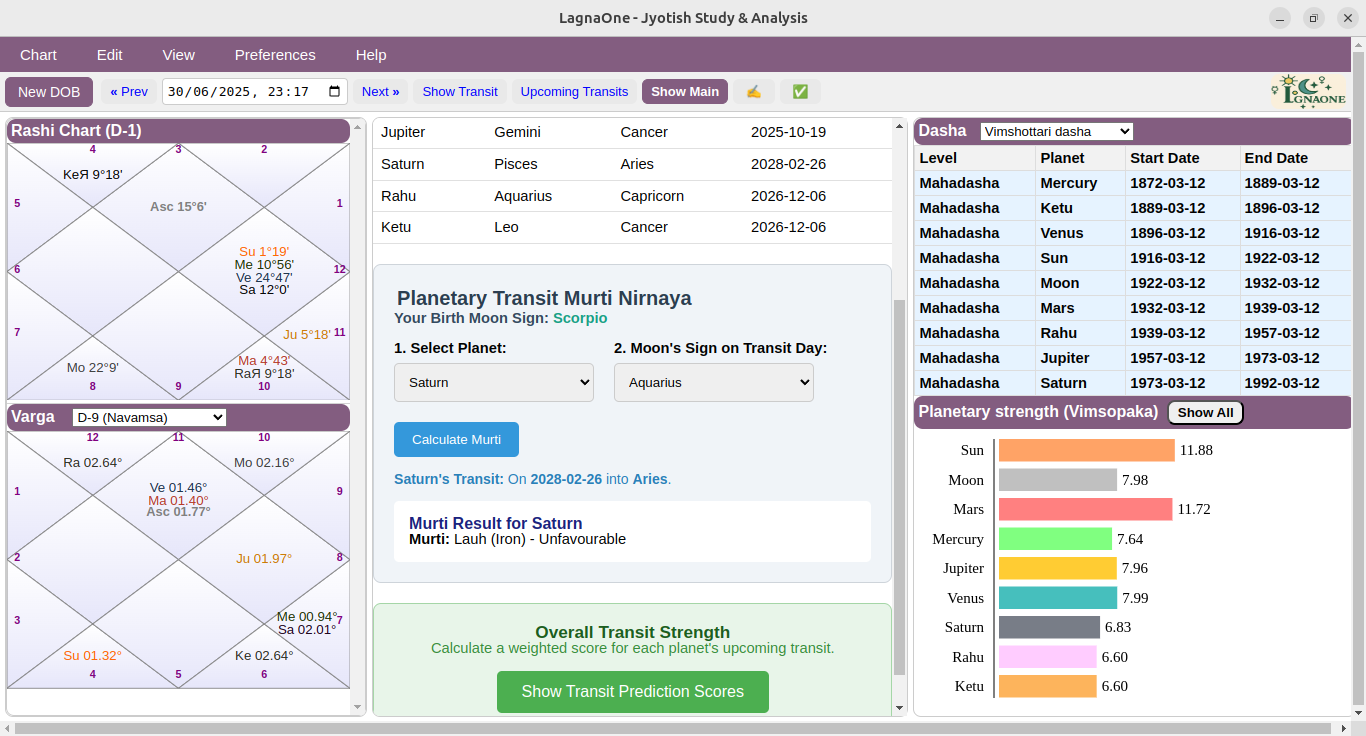 LagnaOne - Jyotish Study & Analysis
Chart Edit View Preferences Help
New DOB « Prev 30/06/2025, 23:17 Next » Show Transit Upcoming Transits Show Main LGNAONE
Rashi Chart (D-1)
4 3 2
KeЯ 9°18'
5 Asc 15°6' 1
Su 1°19'
Me 10°56'
6 12
Ve 24°47'
Sa 12°0'
7 Ju 5°18' 11
Ma 4°43'
Mo 22°9' RaЯ 9°18'
8 9 10
Varga D-9 (Navamsa)
12 11 10
Ra 02.64° Mo 02.16°
1 Ve 01.46° 9
Ma 01.40°
Asc 01.77°
2 Ju 01.97° 8
3 Me 00.94° 7
Sa 02.01°
Su 01.32° Ke 02.64°
4 5 6
Jupiter Gemini Cancer 2025-10-19
Saturn Pisces Aries 2028-02-26
Rahu Aquarius Capricorn 2026-12-06
Ketu Leo Cancer 2026-12-06
Planetary Transit Murti Nirnaya
Your Birth Moon Sign: Scorpio
1. Select Planet: 2. Moon's Sign on Transit Day:
Saturn Aquarius
Calculate Murti
Saturn's Transit: On 2028-02-26 into Aries.
Murti Result for Saturn
Murti: Lauh (Iron) - Unfavourable
Overall Transit Strength
Calculate a weighted score for each planet's upcoming transit.
Show Transit Prediction Scores
Dasha Vimshottari dasha
Level Planet Start Date End Date
Mahadasha Mercury 1872-03-12 1889-03-12
Mahadasha Ketu 1889-03-12 1896-03-12
Mahadasha Venus 1896-03-12 1916-03-12
Mahadasha Sun 1916-03-12 1922-03-12
Mahadasha Moon 1922-03-12 1932-03-12
Mahadasha Mars 1932-03-12 1939-03-12
Mahadasha Rahu 1939-03-12 1957-03-12
Mahadasha Jupiter 1957-03-12 1973-03-12
Mahadasha Saturn 1973-03-12 1992-03-12
Planetary strength (Vimsopaka) Show All
Sun 11.88
Moon 7.98
Mars 11.72
Mercury 7.64
Jupiter 7.96
Venus 7.99
Saturn 6.83
Rahu 6.60
Ketu 6.60